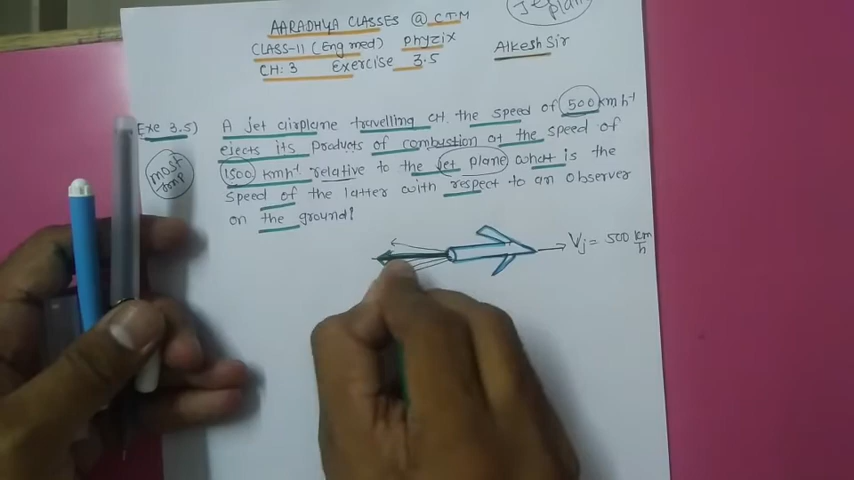 Jet plane
AARADHYA CLASSES @ C.T.M
CLASS-11 (Eng med) Phyzix
Alkesh Sir
CH: 3 Exercise 3.5
Exe 3.5) A jet airplane travelling at the speed of 500 km h⁻¹
ejects its products of combustion at the speed of
most Imp
1500 km h⁻¹ relative to the jet plane what is the
speed of the latter with respect to an observer
on the ground?
Vj = 500 km/h